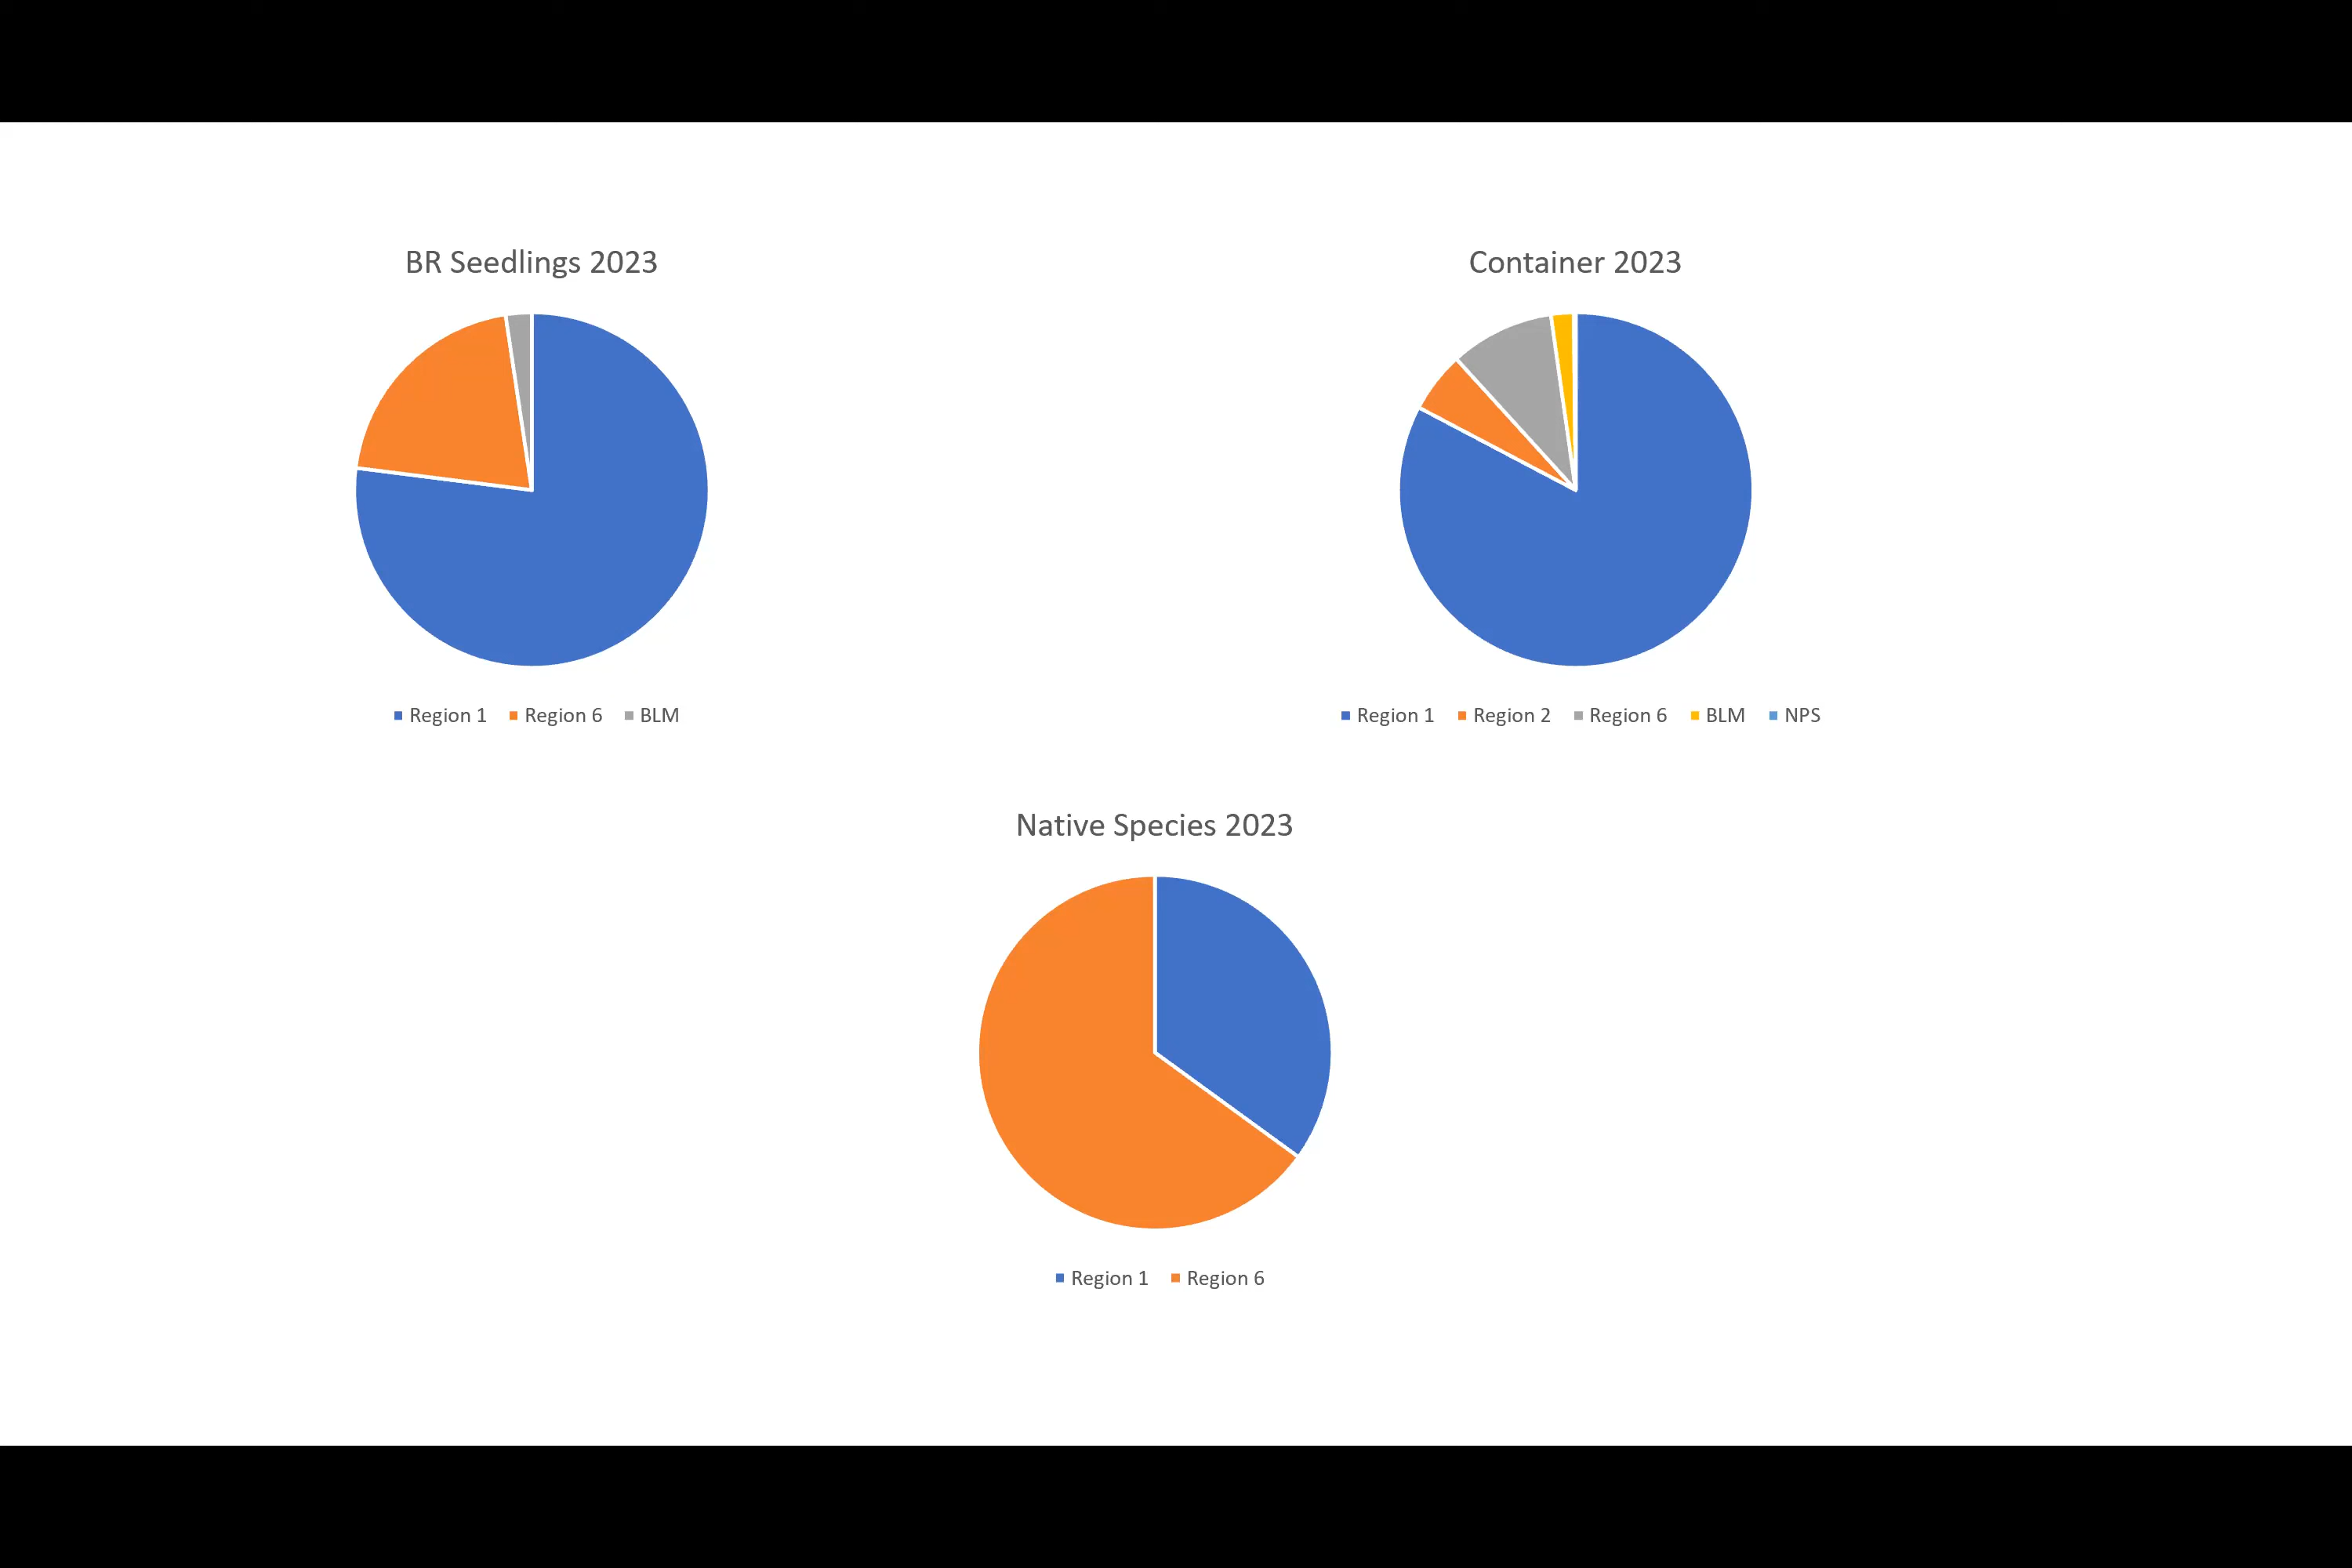 BR Seedlings 2023
Region 1 Region 6 BLM
Container 2023
Region 1 Region 2 Region 6 BLM NPS
Native Species 2023
Region 1 Region 6